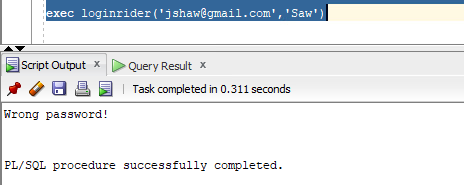 exec loginrider('jshaw@gmail.com','Saw')
Script Output x Query Result x
Task completed in 0.311 seconds
Wrong password!
PL/SQL procedure successfully completed.